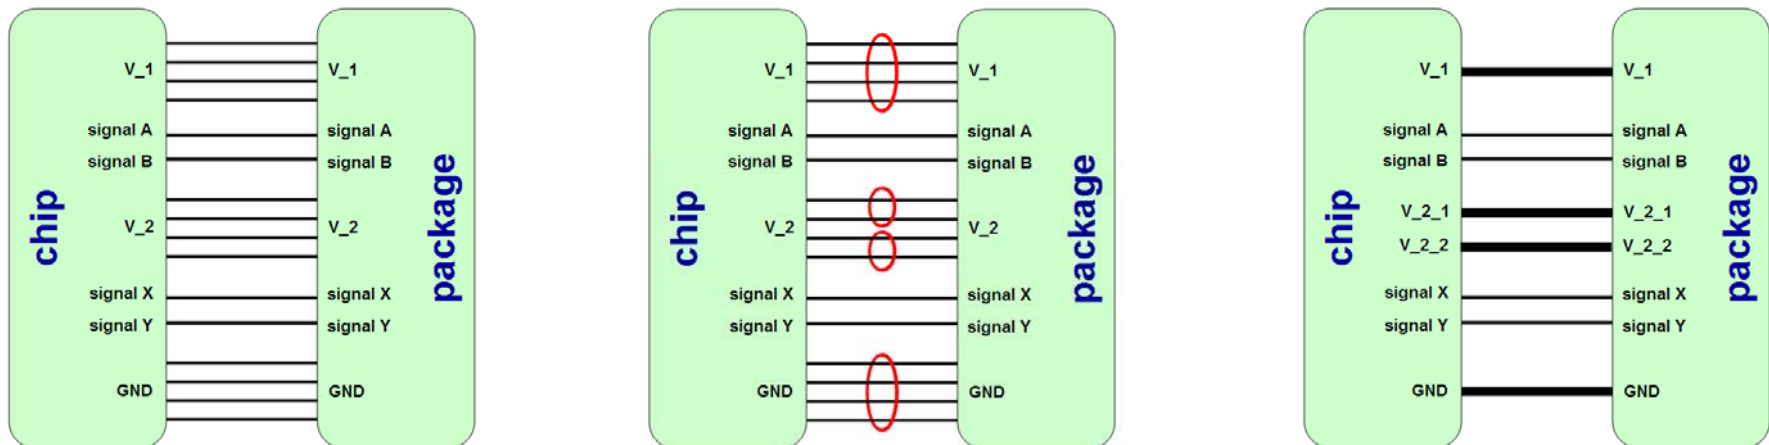 V_1
signal A
signal B
V_2
signal X
signal Y
GND
chip
V_1
signal A
signal B
V_2
signal X
signal Y
GND
package
V_1
signal A
signal B
V_2
signal X
signal Y
GND
chip
V_1
signal A
signal B
V_2
signal X
signal Y
GND
package
V_1
signal A
signal B
V_2_1
V_2_2
signal X
signal Y
GND
chip
V_1
signal A
signal B
V_2_1
V_2_2
signal X
signal Y
GND
package